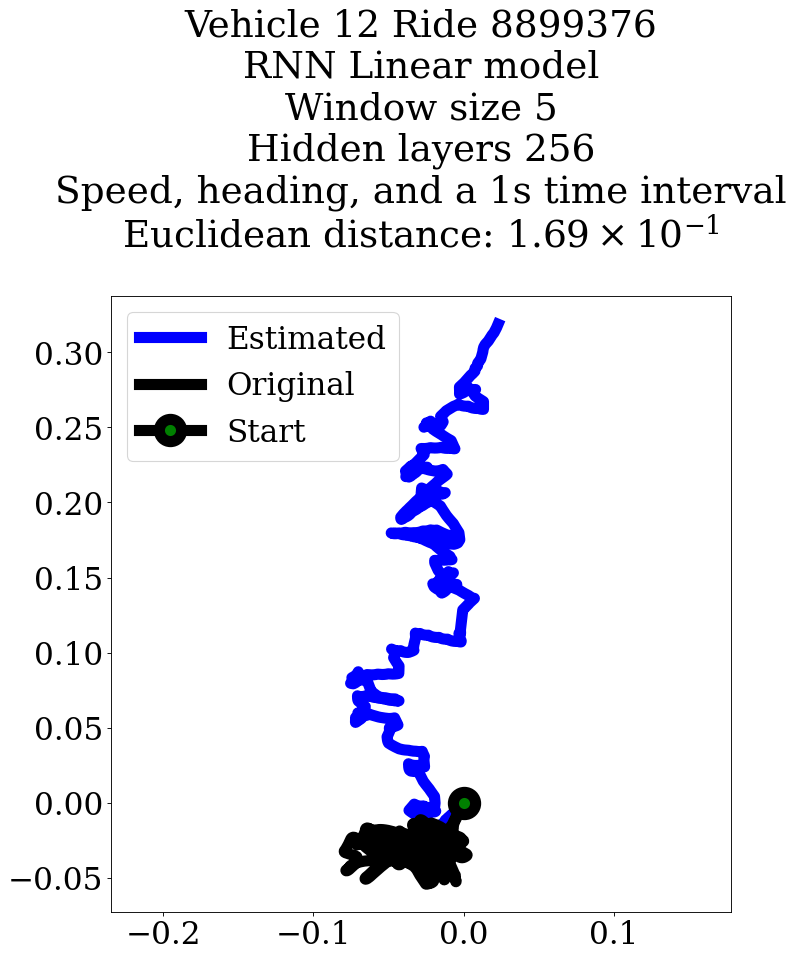 Vehicle 12 Ride 8899376
RNN Linear model
Window size 5
Hidden layers 256
Speed, heading, and a 1s time interval
Euclidean distance: 1.69 × 10⁻¹
Estimated
Original
Start
0.30
0.25
0.20
0.15
0.10
0.05
0.00
−0.05
−0.2 −0.1 0.0 0.1